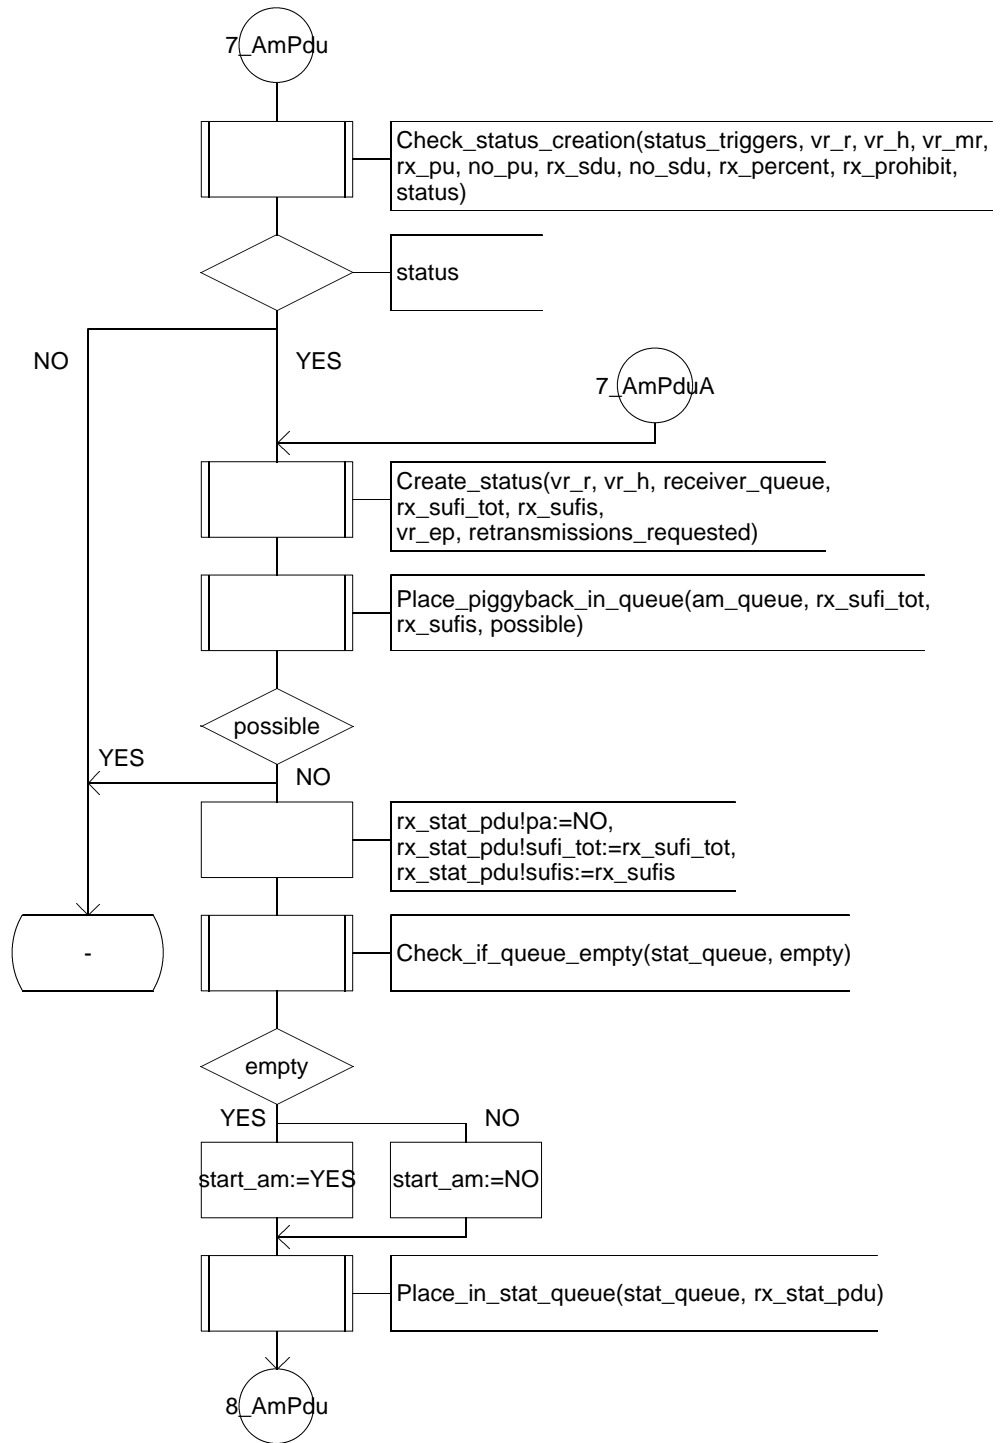 7_AmPdu
Check_status_creation(status_triggers, vr_r, vr_h, vr_mr,
rx_pu, no_pu, rx_sdu, no_sdu, rx_percent, rx_prohibit,
status)
status
NO
YES
7_AmPduA
Create_status(vr_r, vr_h, receiver_queue,
rx_sufi_tot, rx_sufis,
vr_ep, retransmissions_requested)
Place_piggyback_in_queue(am_queue, rx_sufi_tot,
rx_sufis, possible)
possible
YES
NO
rx_stat_pdu!pa:=NO,
rx_stat_pdu!sufi_tot:=rx_sufi_tot,
rx_stat_pdu!sufis:=rx_sufis
-
Check_if_queue_empty(stat_queue, empty)
empty
YES
NO
start_am:=YES
start_am:=NO
Place_in_stat_queue(stat_queue, rx_stat_pdu)
8_AmPdu